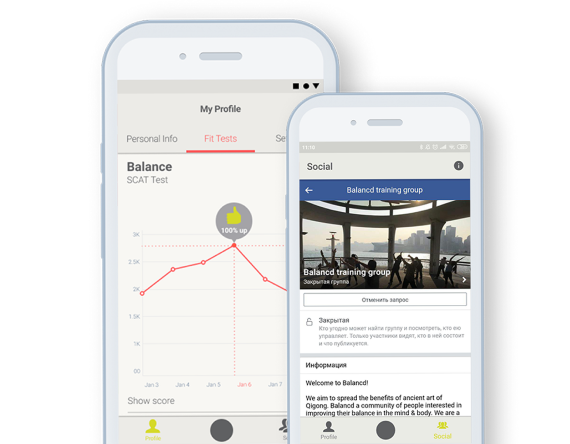 My Profile
Personal Info
Fit Tests
Se
Balance
SCAT Test
100% up
3K
2.5K
2K
1.5K
1K
00
Jan 3
Jan 4
Jan 5
Jan 6
Jan 7
Show score
Profile
11:10
Social
Balancd training group
Balancd training group
Закрытая группа
Отменить запрос
Закрытая
Кто угодно может найти группу и посмотреть, кто ею
управляет. Только участники видят, кто в ней состоит
и что публикуется.
Информация
Welcome to Balancd!
We aim to spread the benefits of ancient art of
Qigong. Balancd a community of people interested in
improving their balance in the mind & body. We are a
Profile
Social